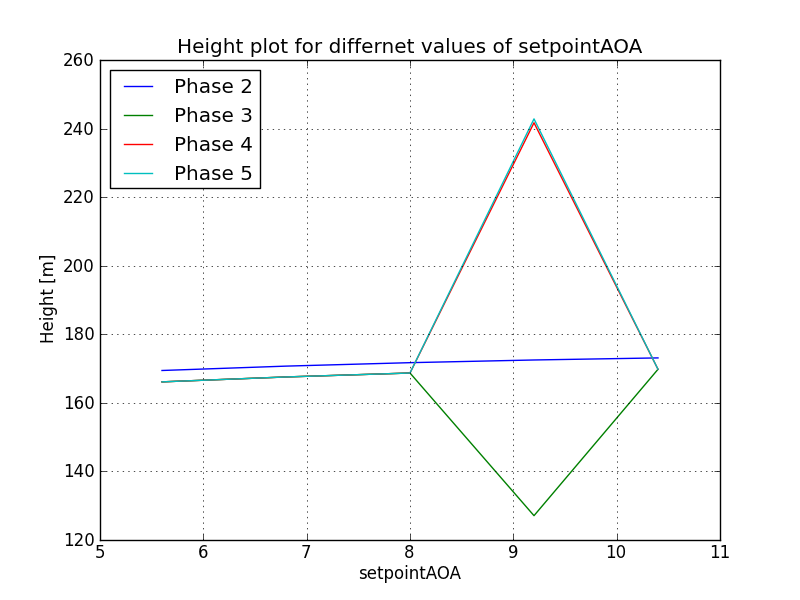 Height plot for differnet values of setpointAOA
260
240
220
200
180
160
140
120
Height [m]
Phase 2
Phase 3
Phase 4
Phase 5
5 6 7 8 9 10 11
setpointAOA